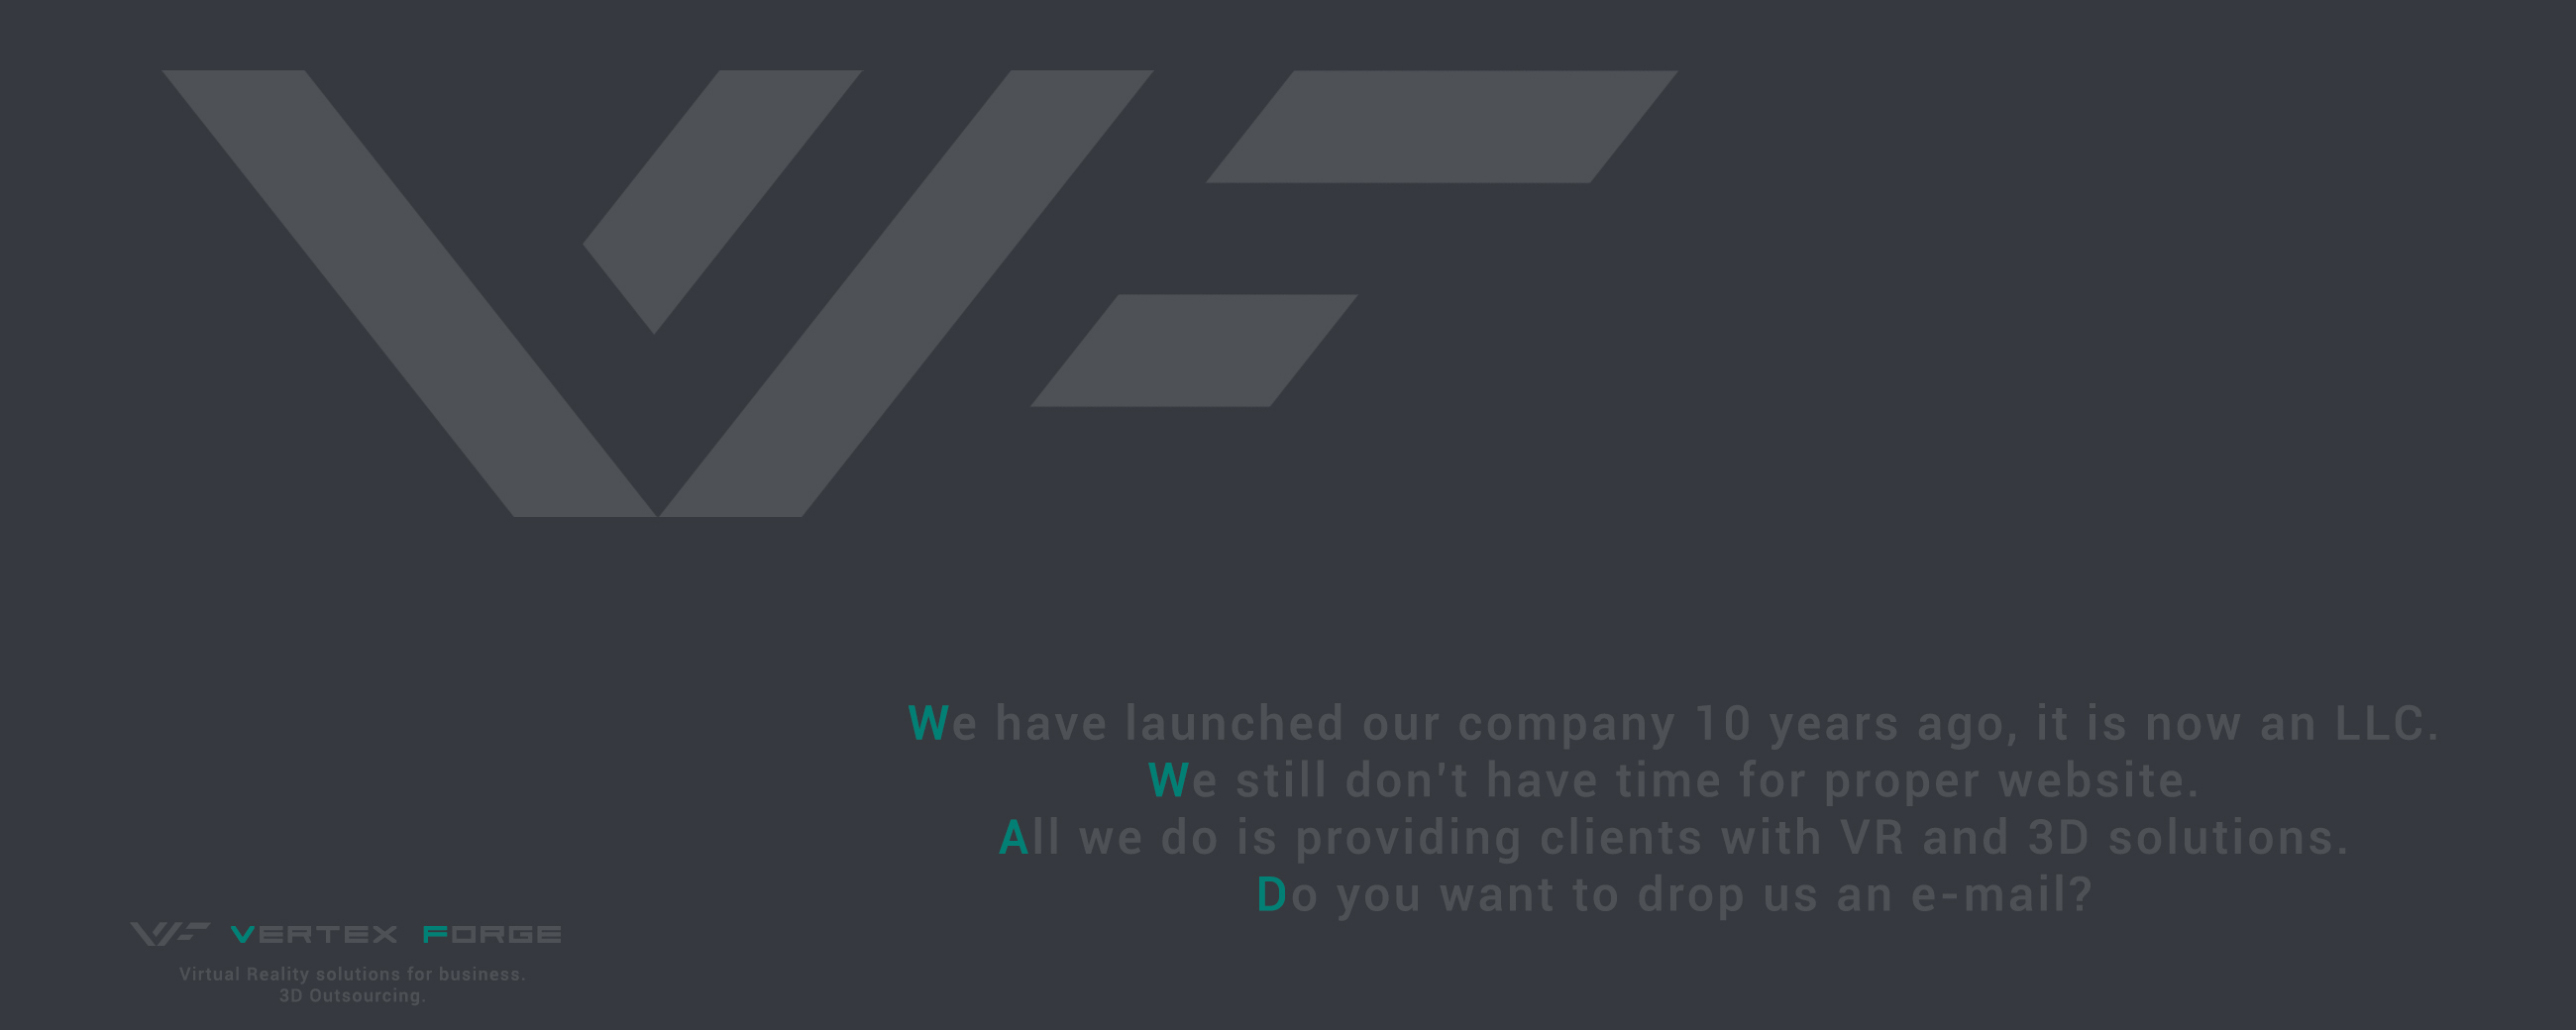 VF
We have launched our company 10 years ago, it is now an LLC.
We still don't have time for proper website.
All we do is providing clients with VR and 3D solutions.
Do you want to drop us an e-mail?
VF VERTEX FORGE
Virtual Reality solutions for business.
3D Outsourcing.